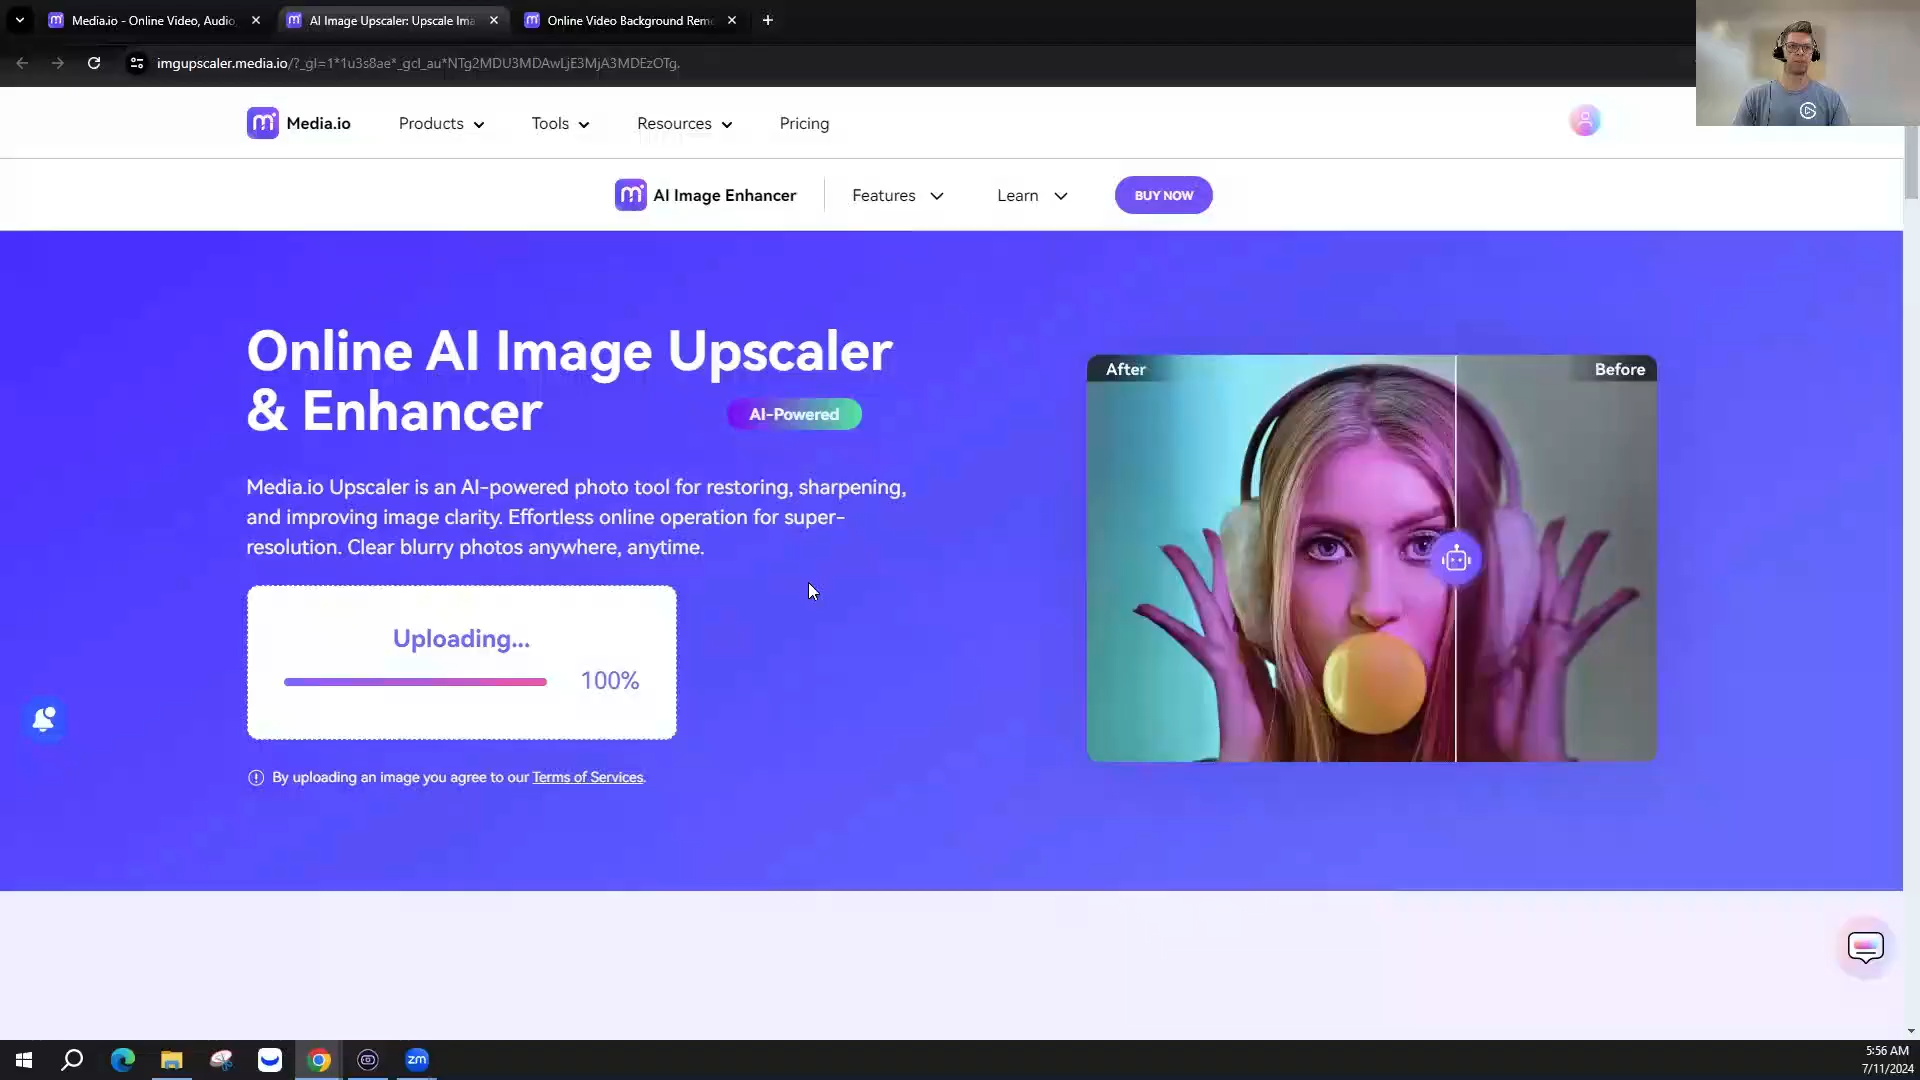 Media.io - Online Video, Audio,
AI Image Upscaler: Upscale Ima
Online Video Background Rem
imgupscaler.media.io/?_gl=1*1u3s8ae*_gcl_au*NTg2MDU3MDAwLjE3MjA3MDEzOTg.
Media.io
Products
Tools
Resources
Pricing
AI Image Enhancer
Features
Learn
BUY NOW
Online AI Image Upscaler
& Enhancer
AI-Powered
Media.io Upscaler is an AI-powered photo tool for restoring, sharpening,
and improving image clarity. Effortless online operation for super-
resolution. Clear blurry photos anywhere, anytime.
After
Before
Uploading...
100%
By uploading an image you agree to our Terms of Services.
zm
5:56 AM
7/11/2024